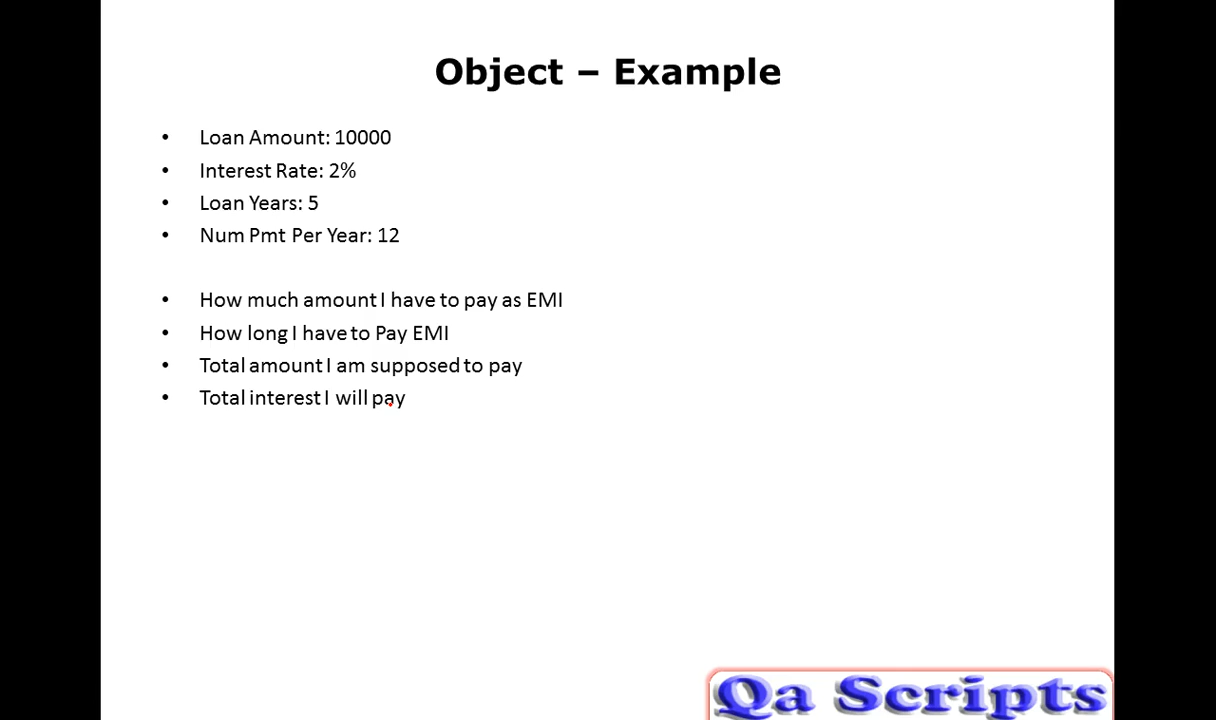 Object – Example
• Loan Amount: 10000
• Interest Rate: 2%
• Loan Years: 5
• Num Pmt Per Year: 12
• How much amount I have to pay as EMI
• How long I have to Pay EMI
• Total amount I am supposed to pay
• Total interest I will pay
Qa Scripts